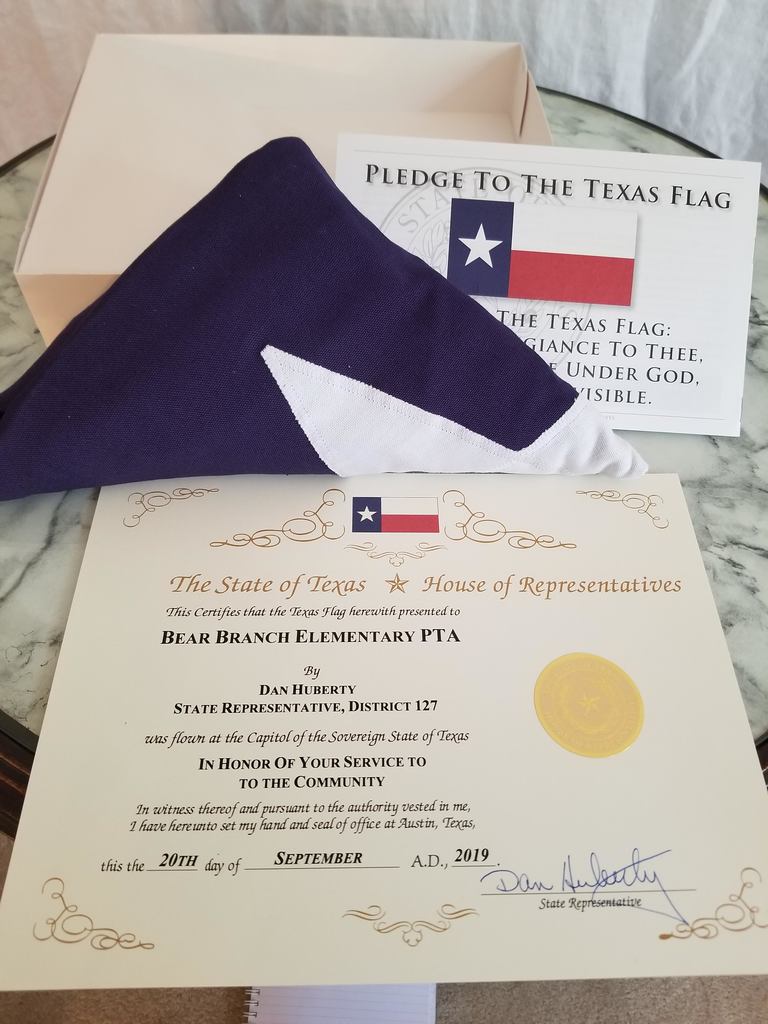 PLEDGE TO THE TEXAS FLAG
THE TEXAS FLAG:
GIANCE TO THEE,
E UNDER GOD,
VISIBLE.
The State of Texas House of Representatives
This Certifies that the Texas Flag herewith presented to
BEAR BRANCH ELEMENTARY PTA
By
DAN HUBERTY
STATE REPRESENTATIVE, DISTRICT 127
was flown at the Capitol of the Sovereign State of Texas
IN HONOR OF YOUR SERVICE TO
TO THE COMMUNITY
In witness thereof and pursuant to the authority vested in me,
I have hereunto set my hand and seal of office at Austin, Texas,
this the 20TH day of SEPTEMBER A.D., 2019.
Dan Huberty
State Representative